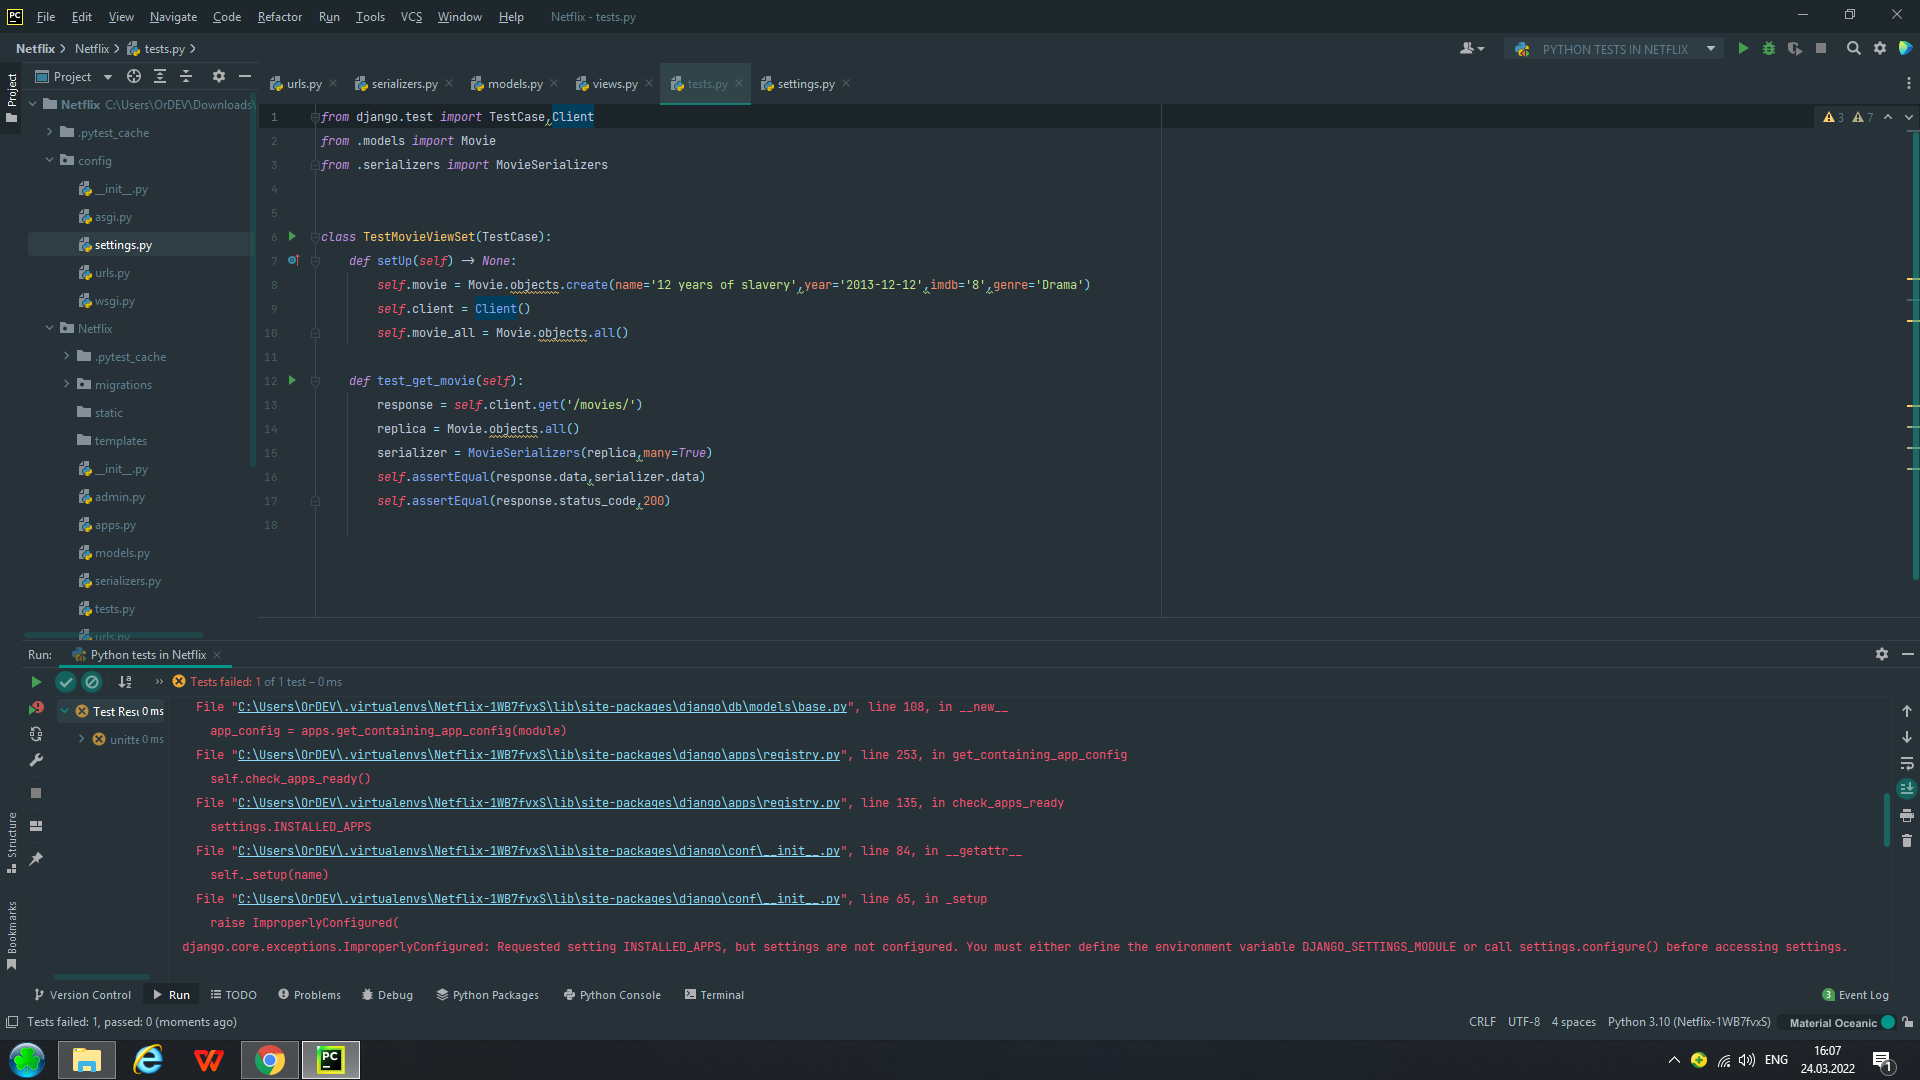 PC File Edit View Navigate Code Refactor Run Tools VCS Window Help Netflix - tests.py
Netflix Netflix tests.py PYTHON TESTS IN NETFLIX
Project urls.py serializers.py models.py views.py tests.py settings.py
Project
Netflix C:\Users\OrDEV\Downloads\
.pytest_cache
config
__init__.py
asgi.py
settings.py
urls.py
wsgi.py
Netflix
.pytest_cache
migrations
static
templates
__init__.py
admin.py
apps.py
models.py
serializers.py
tests.py
urls.py
1 from django.test import TestCase,Client
3 7
2 from .models import Movie
3 from .serializers import MovieSerializers
4
5
6 class TestMovieViewSet(TestCase):
7 def setUp(self) → None:
8 self.movie = Movie.objects.create(name='12 years of slavery',year='2013-12-12',imdb='8',genre='Drama')
9 self.client = Client()
10 self.movie_all = Movie.objects.all()
11
12 def test_get_movie(self):
13 response = self.client.get('/movies/')
14 replica = Movie.objects.all()
15 serializer = MovieSerializers(replica,many=True)
16 self.assertEqual(response.data,serializer.data)
17 self.assertEqual(response.status_code,200)
18
Run: Python tests in Netflix
Tests failed: 1 of 1 test – 0 ms
Test Resu 0 ms
unitte 0 ms
File "C:\Users\OrDEV\.virtualenvs\Netflix-1WB7fvxS\lib\site-packages\django\db\models\base.py", line 108, in __new__
app_config = apps.get_containing_app_config(module)
File "C:\Users\OrDEV\.virtualenvs\Netflix-1WB7fvxS\lib\site-packages\django\apps\registry.py", line 253, in get_containing_app_config
self.check_apps_ready()
File "C:\Users\OrDEV\.virtualenvs\Netflix-1WB7fvxS\lib\site-packages\django\apps\registry.py", line 135, in check_apps_ready
settings.INSTALLED_APPS
File "C:\Users\OrDEV\.virtualenvs\Netflix-1WB7fvxS\lib\site-packages\django\conf\__init__.py", line 84, in __getattr__
self._setup(name)
File "C:\Users\OrDEV\.virtualenvs\Netflix-1WB7fvxS\lib\site-packages\django\conf\__init__.py", line 65, in _setup
raise ImproperlyConfigured(
django.core.exceptions.ImproperlyConfigured: Requested setting INSTALLED_APPS, but settings are not configured. You must either define the environment variable DJANGO_SETTINGS_MODULE or call settings.configure() before accessing settings.
Structure
Bookmarks
Version Control Run TODO Problems Debug Python Packages Python Console Terminal 3 Event Log
Tests failed: 1, passed: 0 (moments ago) CRLF UTF-8 4 spaces Python 3.10 (Netflix-1WB7fvxS) Material Oceanic
PC ENG 16:07
24.03.2022 1